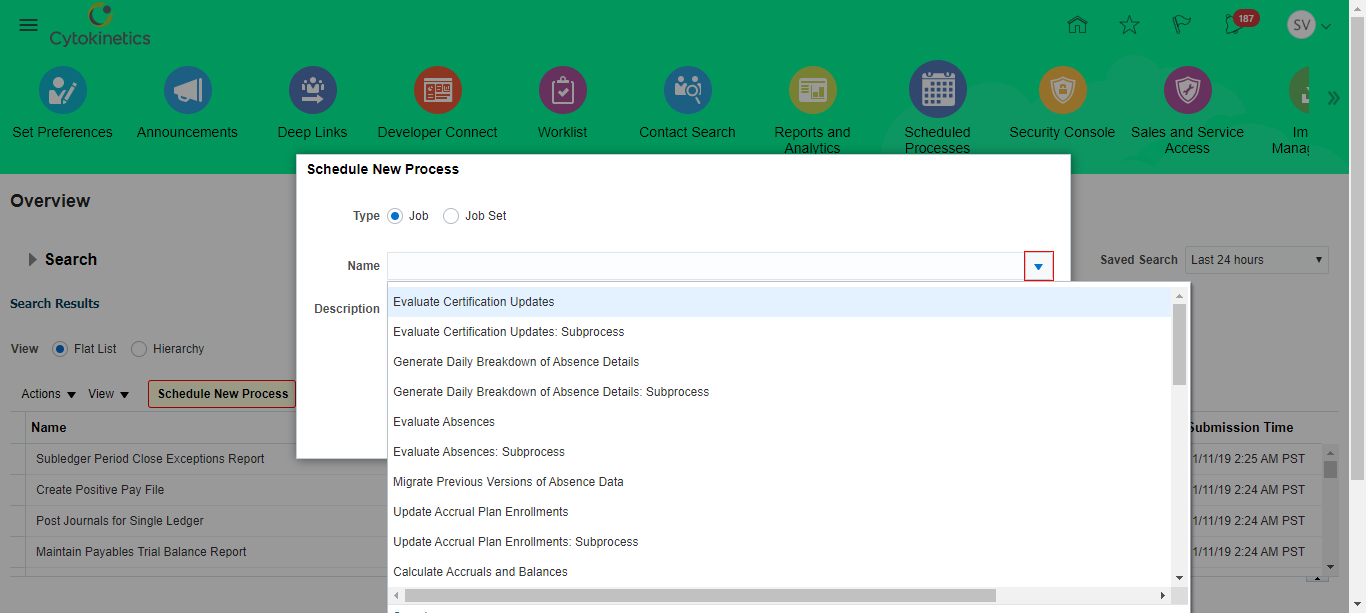 Cytokinetics
187
SV
Set Preferences
Announcements
Deep Links
Developer Connect
Worklist
Contact Search
Reports and Analytics
Scheduled Processes
Security Console
Sales and Service Access
Im
Manag
Schedule New Process
Overview
Type Job Job Set
Search
Name
Saved Search Last 24 hours
Search Results
Description
Evaluate Certification Updates
Evaluate Certification Updates: Subprocess
View Flat List Hierarchy
Generate Daily Breakdown of Absence Details
Actions View Schedule New Process
Generate Daily Breakdown of Absence Details: Subprocess
Evaluate Absences
Name
Submission Time
Evaluate Absences: Subprocess
Subledger Period Close Exceptions Report
1/11/19 2:25 AM PST
Migrate Previous Versions of Absence Data
Create Positive Pay File
1/11/19 2:24 AM PST
Update Accrual Plan Enrollments
Post Journals for Single Ledger
1/11/19 2:24 AM PST
Update Accrual Plan Enrollments: Subprocess
Maintain Payables Trial Balance Report
1/11/19 2:24 AM PST
Calculate Accruals and Balances